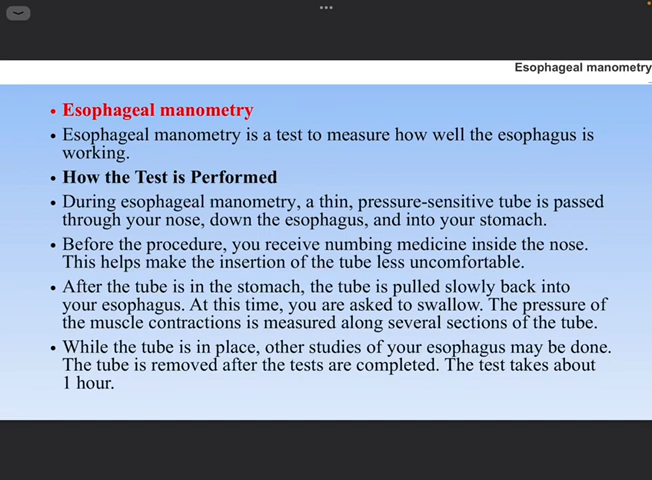 Esophageal manometry
• Esophageal manometry
• Esophageal manometry is a test to measure how well the esophagus is
working.
• How the Test is Performed
• During esophageal manometry, a thin, pressure-sensitive tube is passed
through your nose, down the esophagus, and into your stomach.
• Before the procedure, you receive numbing medicine inside the nose.
This helps make the insertion of the tube less uncomfortable.
• After the tube is in the stomach, the tube is pulled slowly back into
your esophagus. At this time, you are asked to swallow. The pressure of
the muscle contractions is measured along several sections of the tube.
• While the tube is in place, other studies of your esophagus may be done.
The tube is removed after the tests are completed. The test takes about
1 hour.